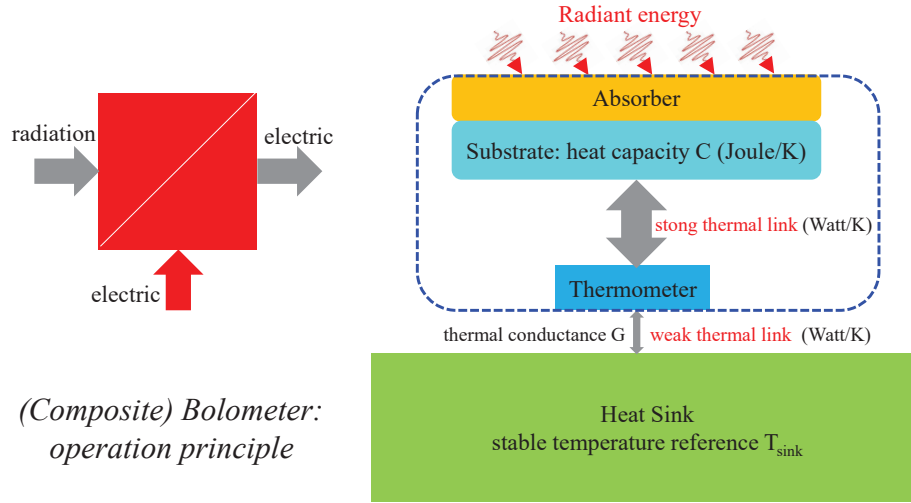 Radiant energy
Absorber
Substrate: heat capacity C (Joule/K)
stong thermal link (Watt/K)
Thermometer
thermal conductance G weak thermal link (Watt/K)
Heat Sink
stable temperature reference T_sink
radiation
electric
electric
(Composite) Bolometer:
operation principle